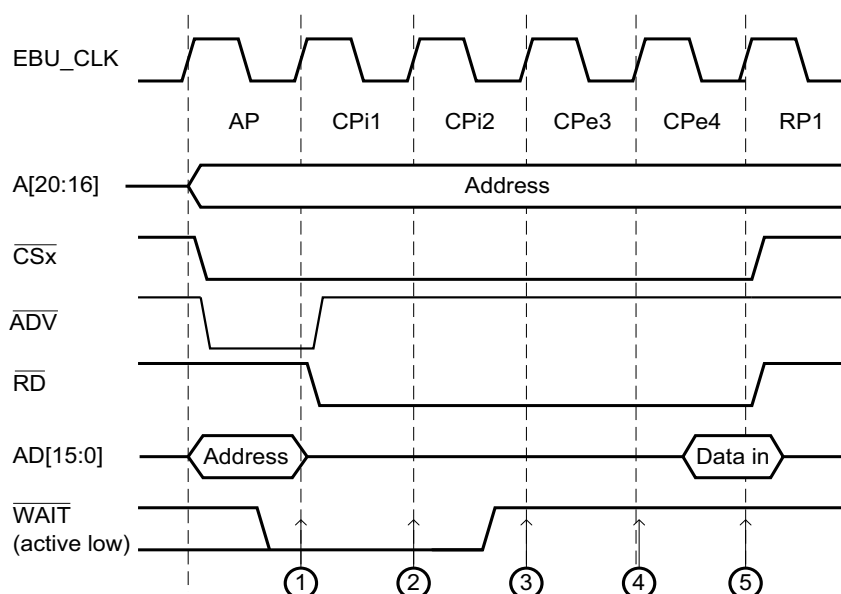 EBU_CLK
AP CPi1 CPi2 CPe3 CPe4 RP1
A[20:16] Address
CSx
ADV
RD
AD[15:0] Address Data in
WAIT
(active low)
1 2 3 4 5